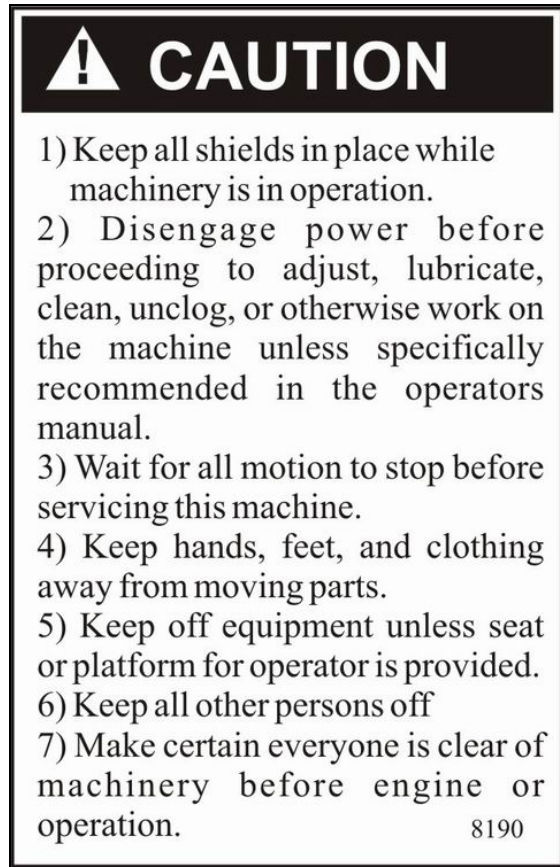 CAUTION
1) Keep all shields in place while
machinery is in operation.
2) Disengage power before
proceeding to adjust, lubricate,
clean, unclog, or otherwise work on
the machine unless specifically
recommended in the operators
manual.
3) Wait for all motion to stop before
servicing this machine.
4) Keep hands, feet, and clothing
away from moving parts.
5) Keep off equipment unless seat
or platform for operator is provided.
6) Keep all other persons off
7) Make certain everyone is clear of
machinery before engine or
operation. 8190